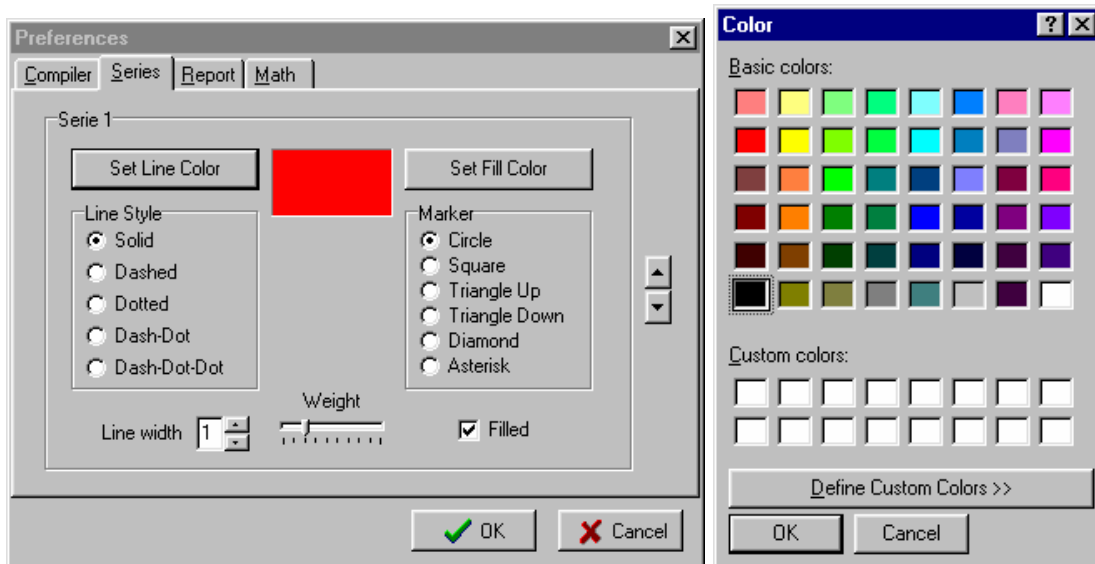 Preferences
Compiler Series Report Math
Serie 1
Set Line Color Set Fill Color
Line Style
Solid
Dashed
Dotted
Dash-Dot
Dash-Dot-Dot
Marker
Circle
Square
Triangle Up
Triangle Down
Diamond
Asterisk
Line width 1
Weight
Filled
OK Cancel
Color
Basic colors:
Custom colors:
Define Custom Colors >>
OK Cancel